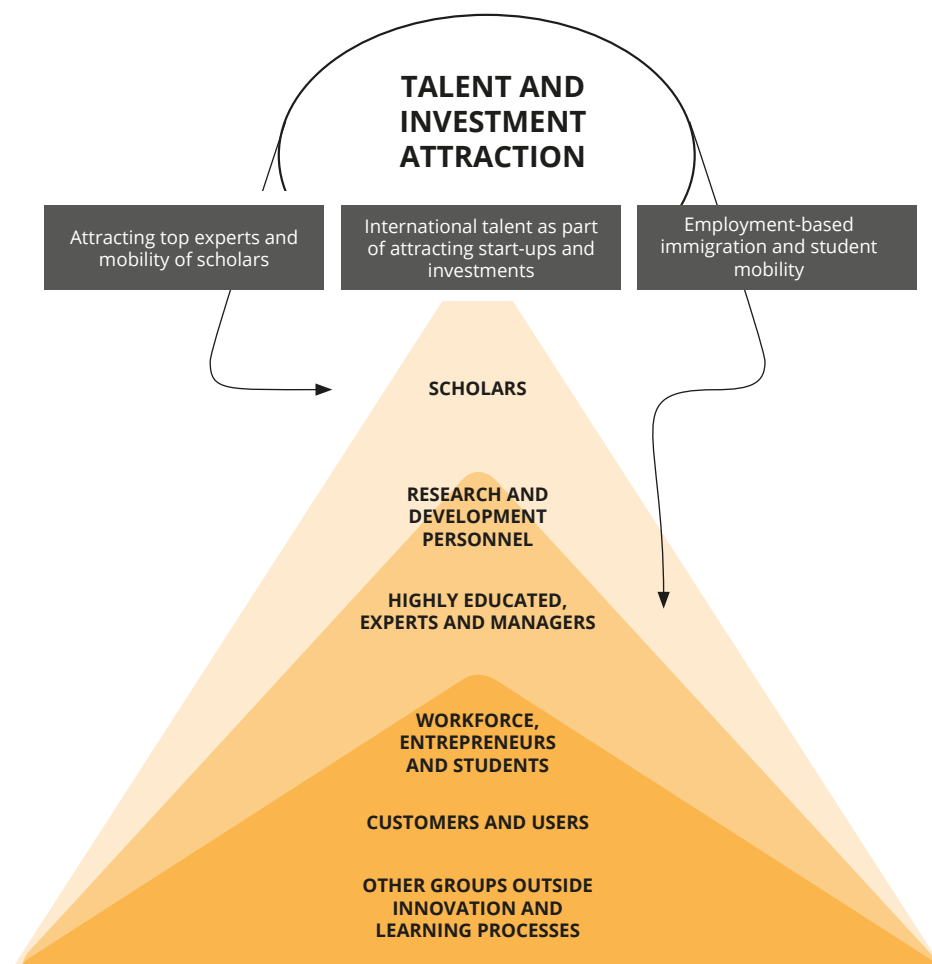 TALENT AND
INVESTMENT
ATTRACTION
Attracting top experts and
mobility of scholars
International talent as part
of attracting start-ups and
investments
Employment-based
immigration and student
mobility
SCHOLARS
RESEARCH AND
DEVELOPMENT
PERSONNEL
HIGHLY EDUCATED,
EXPERTS AND MANAGERS
WORKFORCE,
ENTREPRENEURS
AND STUDENTS
CUSTOMERS AND USERS
OTHER GROUPS OUTSIDE
INNOVATION AND
LEARNING PROCESSES